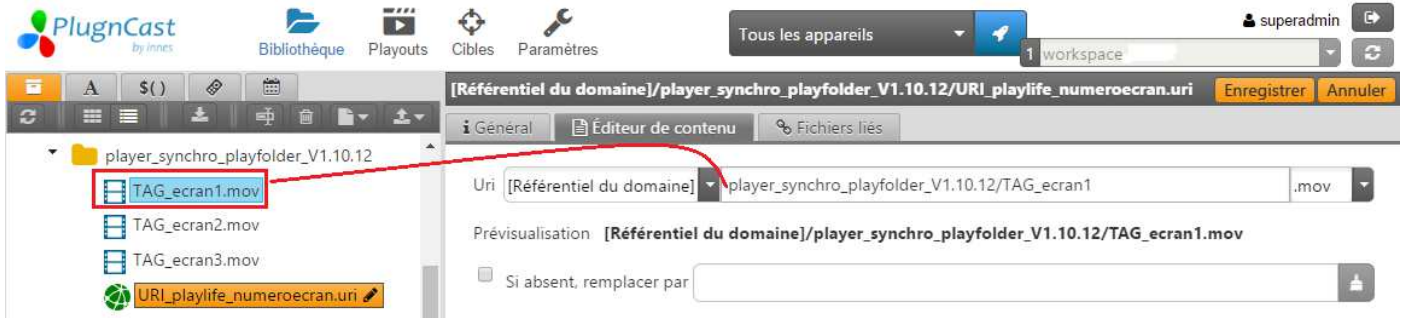 PlugnCast
by innes
Bibliothèque
Playouts
Cibles
Paramètres
Tous les appareils
superadmin
1 workspace
A
$()
[Référentiel du domaine]/player_synchro_playfolder_V1.10.12/URI_playlife_numeroecran.uri
Enregistrer
Annuler
i Général
Éditeur de contenu
Fichiers liés
player_synchro_playfolder_V1.10.12
TAG_ecran1.mov
TAG_ecran2.mov
TAG_ecran3.mov
URI_playlife_numeroecran.uri
Uri [Référentiel du domaine] player_synchro_playfolder_V1.10.12/TAG_ecran1 .mov
Prévisualisation [Référentiel du domaine]/player_synchro_playfolder_V1.10.12/TAG_ecran1.mov
Si absent, remplacer par